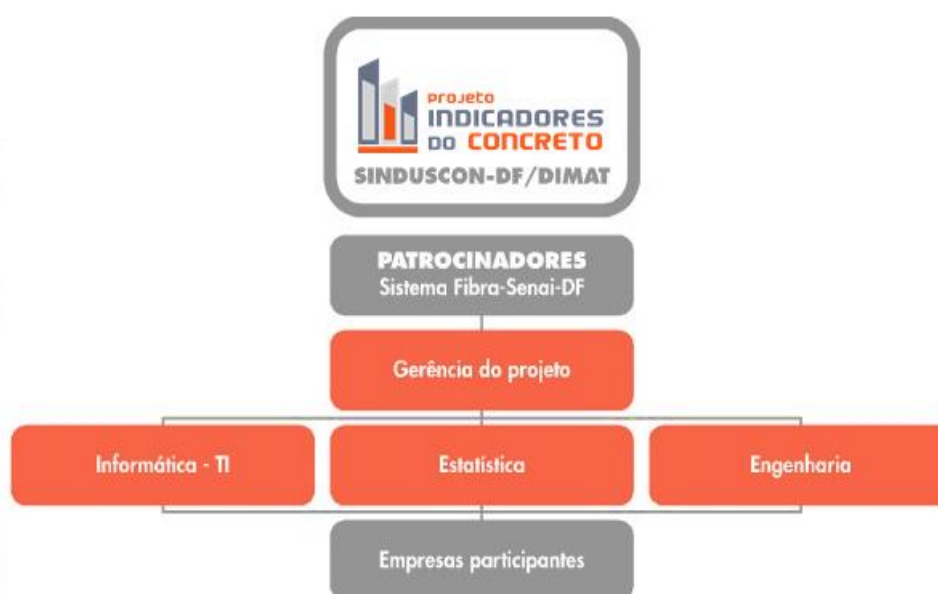 projeto
INDICADORES
DO CONCRETO
SINDUSCON-DF/DIMAT
PATROCINADORES
Sistema Fibra-Senai-DF
Gerência do projeto
Informática - TI
Estatística
Engenharia
Empresas participantes